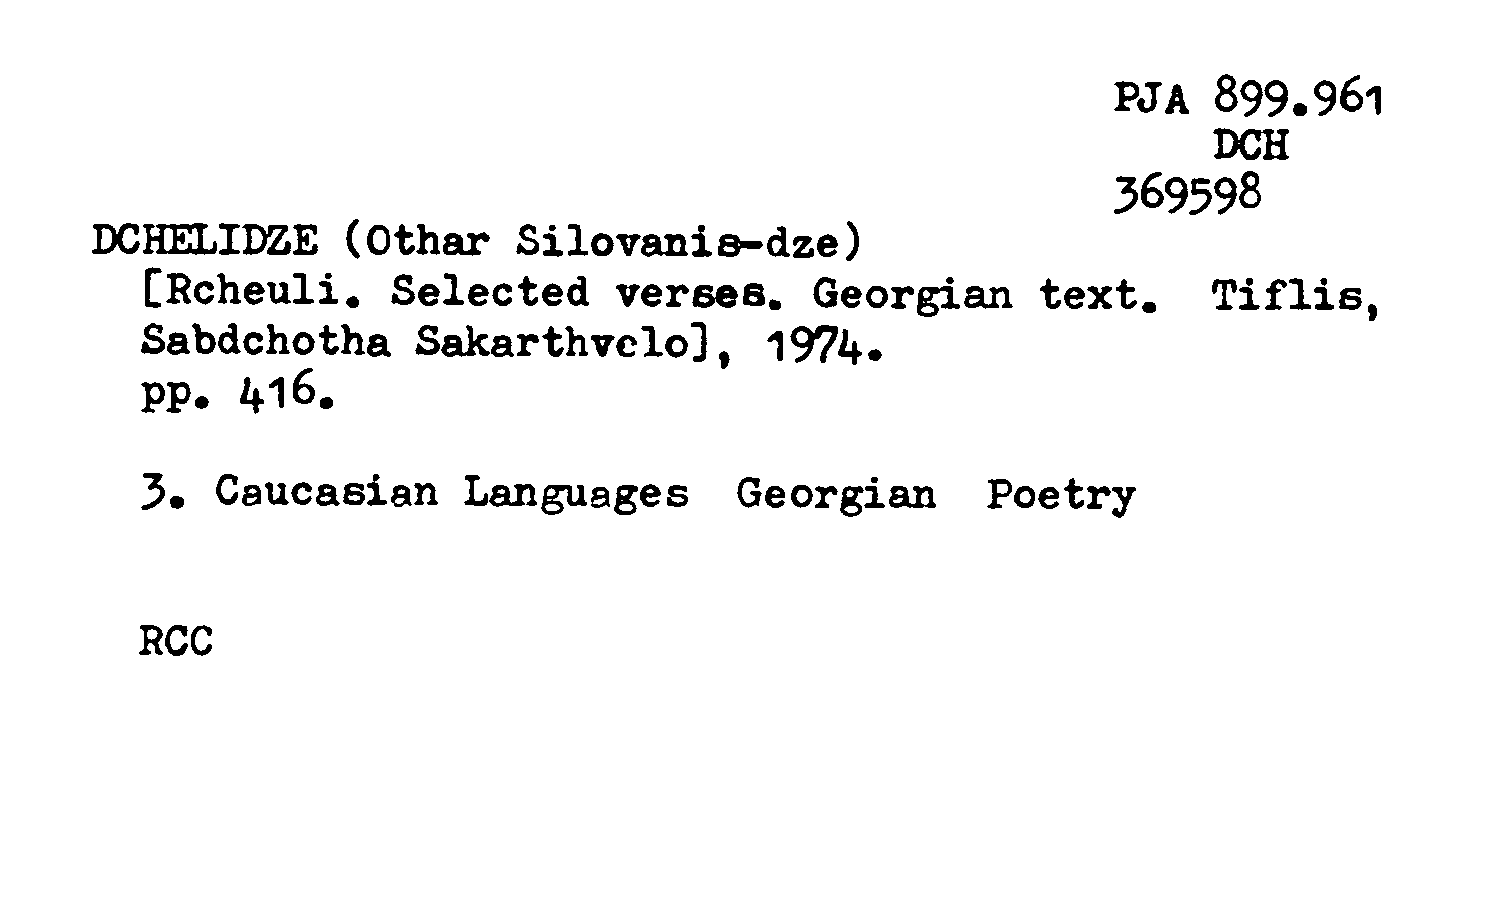 PJA 899.961
DCH
369598
DCHELIDZE (Othar Silovanis-dze)
[Rcheuli. Selected verses. Georgian text. Tiflis,
Sabdchotha Sakarthvelo], 1974.
pp. 416.
3. Caucasian Languages Georgian Poetry
RCC